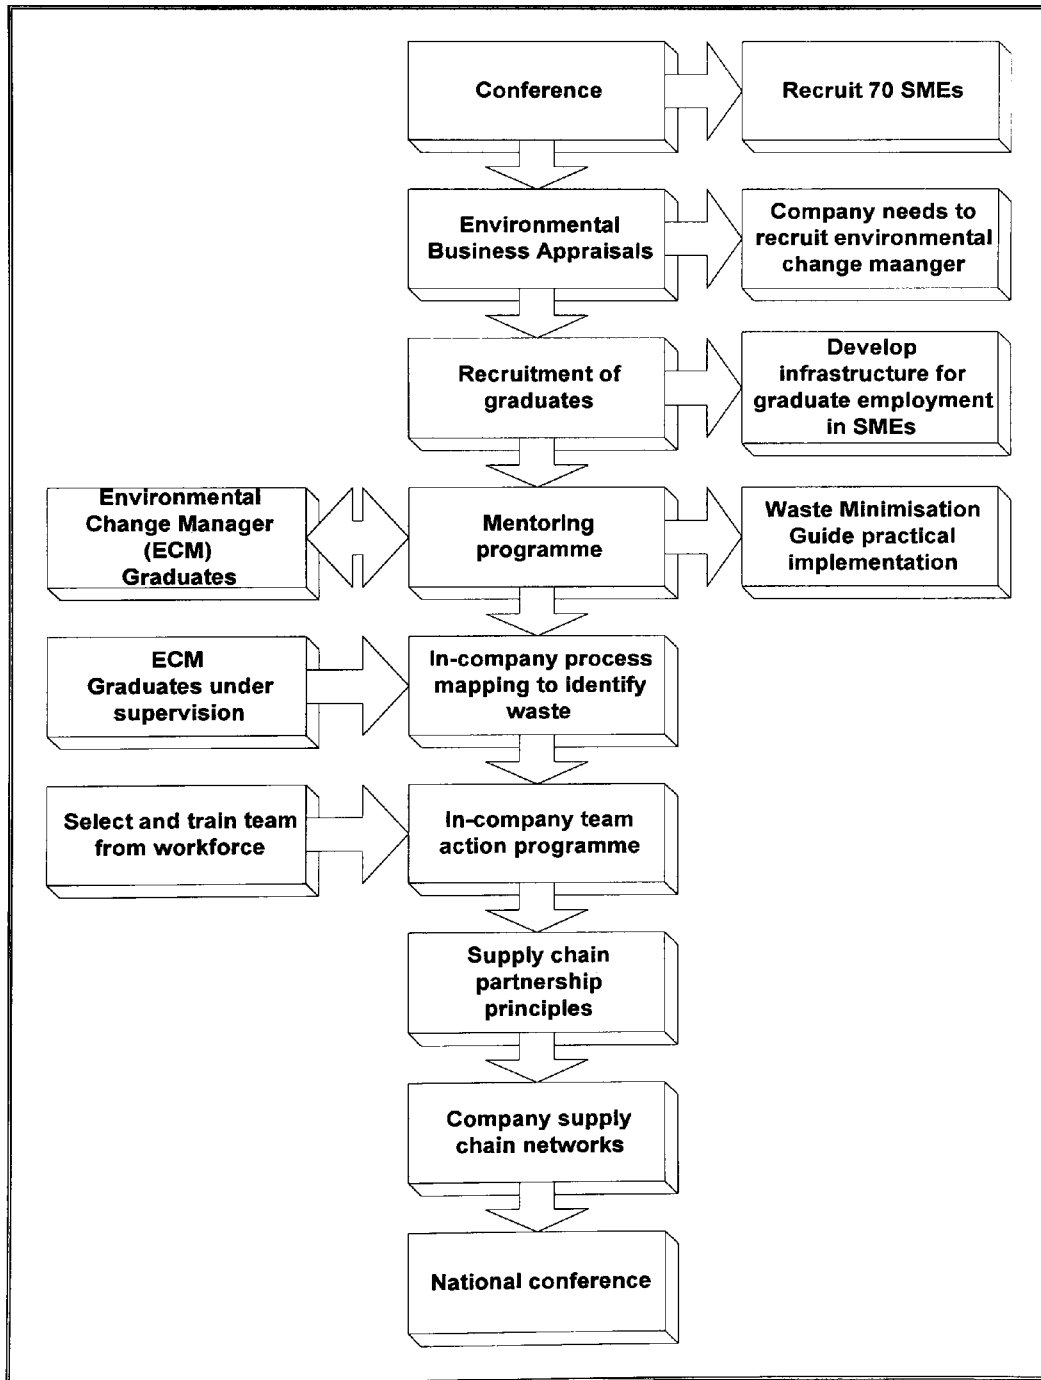 Conference
Recruit 70 SMEs
Environmental
Business Appraisals
Company needs to
recruit environmental
change maanger
Recruitment of
graduates
Develop
infrastructure for
graduate employment
in SMEs
Environmental
Change Manager
(ECM)
Graduates
Mentoring
programme
Waste Minimisation
Guide practical
implementation
ECM
Graduates under
supervision
In-company process
mapping to identify
waste
Select and train team
from workforce
In-company team
action programme
Supply chain
partnership
principles
Company supply
chain networks
National conference